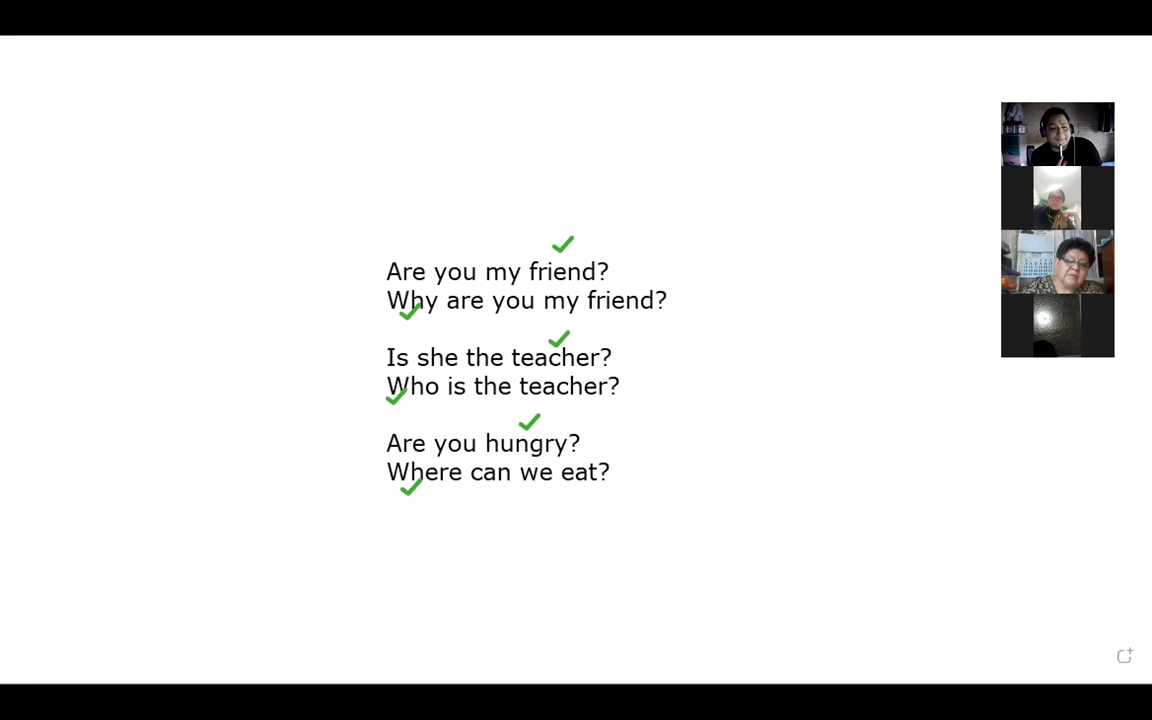 Are you my friend?
Why are you my friend?
Is she the teacher?
Who is the teacher?
Are you hungry?
Where can we eat?